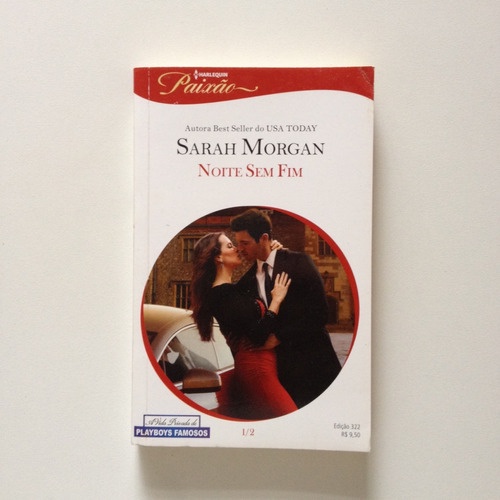 HARLEQUIN
Paixão
Autora Best Seller do USA TODAY
SARAH MORGAN
NOITE SEM FIM
A Vida Privada de
PLAYBOYS FAMOSOS
1/2
Edição 322
R$ 9,50